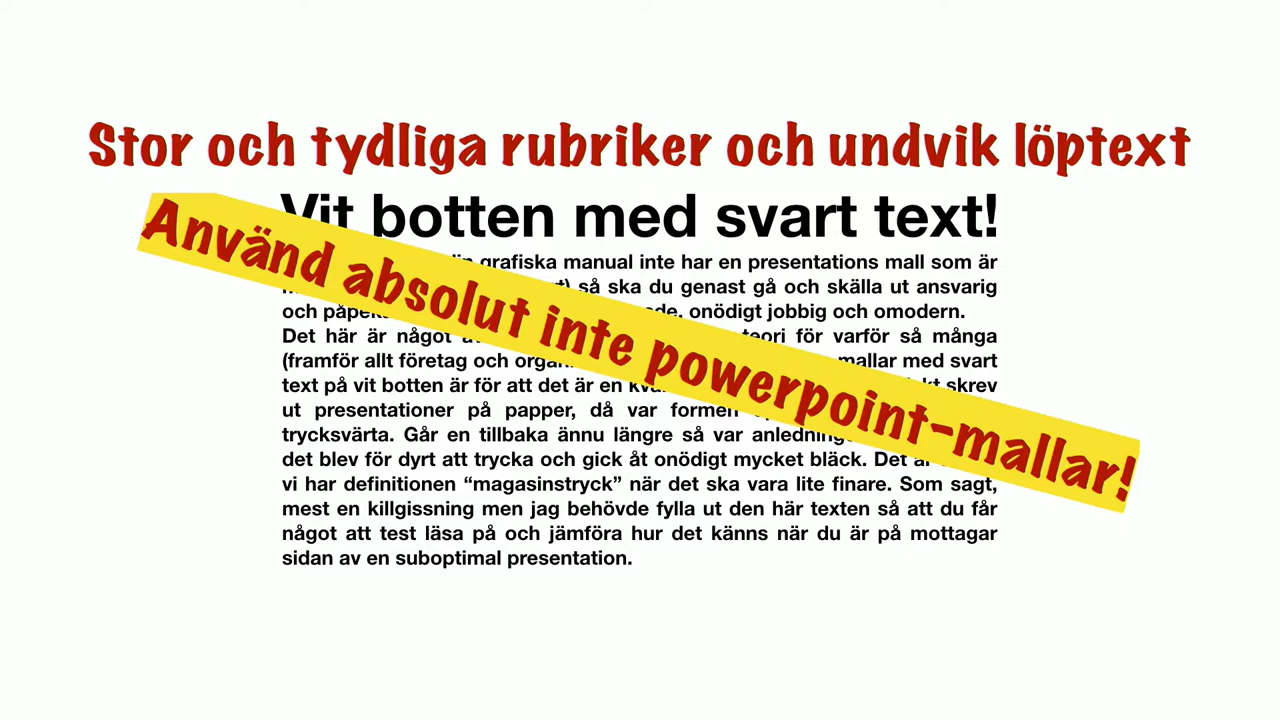 Stor och tydliga rubriker och undvik löptext
Vit botten med svart text!
Använd absolut inte powerpoint-mallar!
grafiska manual inte har en presentations mall som är
så ska du genast gå och skälla ut ansvarig
och onödigt jobbig och omodern.
Det här är något teori för varför så många
(framför allt företag och mallar med svart
text på vit botten är för att det är en skrev
ut presentationer på papper, då var formen
trycksvärta. Går en tillbaka ännu längre så var
det blev för dyrt att trycka och gick åt onödigt mycket bläck. Det
vi har definitionen “magasinstryck” när det ska vara lite finare. Som sagt,
mest en killgissning men jag behövde fylla ut den här texten så att du får
något att test läsa på och jämföra hur det känns när du är på mottagar
sidan av en suboptimal presentation.